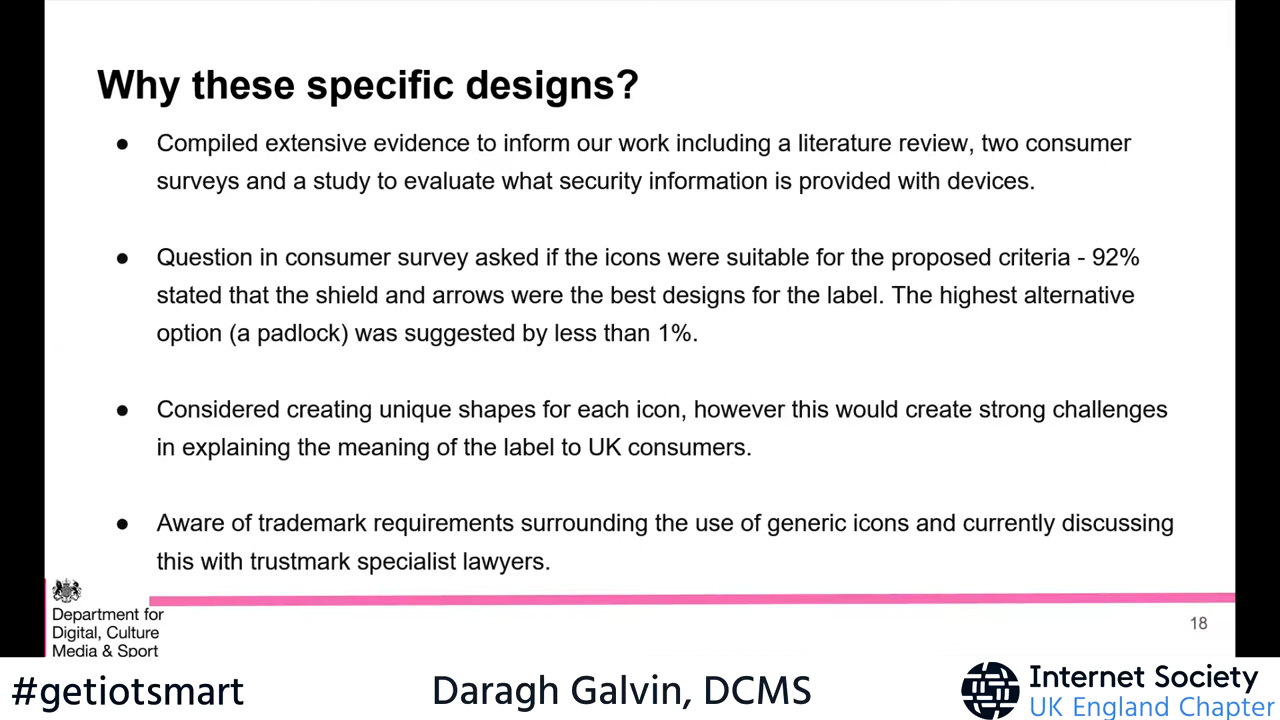 Why these specific designs?
● Compiled extensive evidence to inform our work including a literature review, two consumer
surveys and a study to evaluate what security information is provided with devices.
● Question in consumer survey asked if the icons were suitable for the proposed criteria - 92%
stated that the shield and arrows were the best designs for the label. The highest alternative
option (a padlock) was suggested by less than 1%.
● Considered creating unique shapes for each icon, however this would create strong challenges
in explaining the meaning of the label to UK consumers.
● Aware of trademark requirements surrounding the use of generic icons and currently discussing
this with trustmark specialist lawyers.
Department for
Digital, Culture
Media & Sport
18
#getiotsmart
Daragh Galvin, DCMS
Internet Society
UK England Chapter